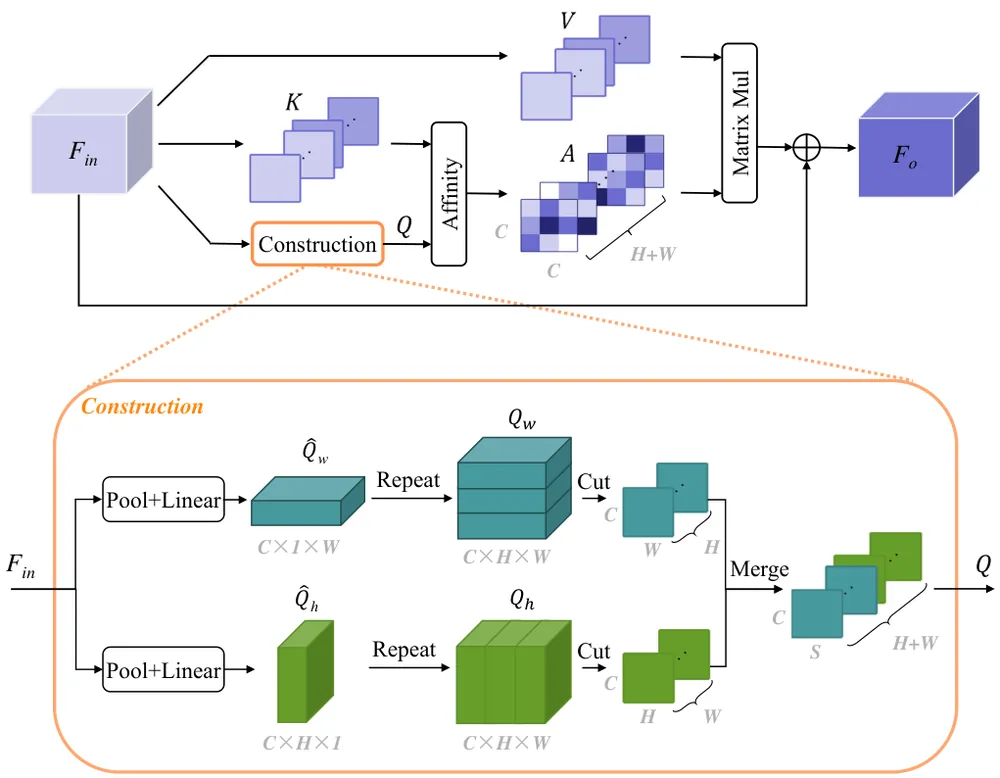 V
K
F_in
A
Affinity
Matrix Mul
F_o
Q
Construction
C
C
H+W
Construction
Q̂_w
Q_w
Pool+Linear
Repeat
Cut
C
W
H
C×1×W
C×H×W
F_in
Merge
Q
Q̂_h
Q_h
Pool+Linear
Repeat
Cut
C
H
W
C
S
H+W
C×H×1
C×H×W